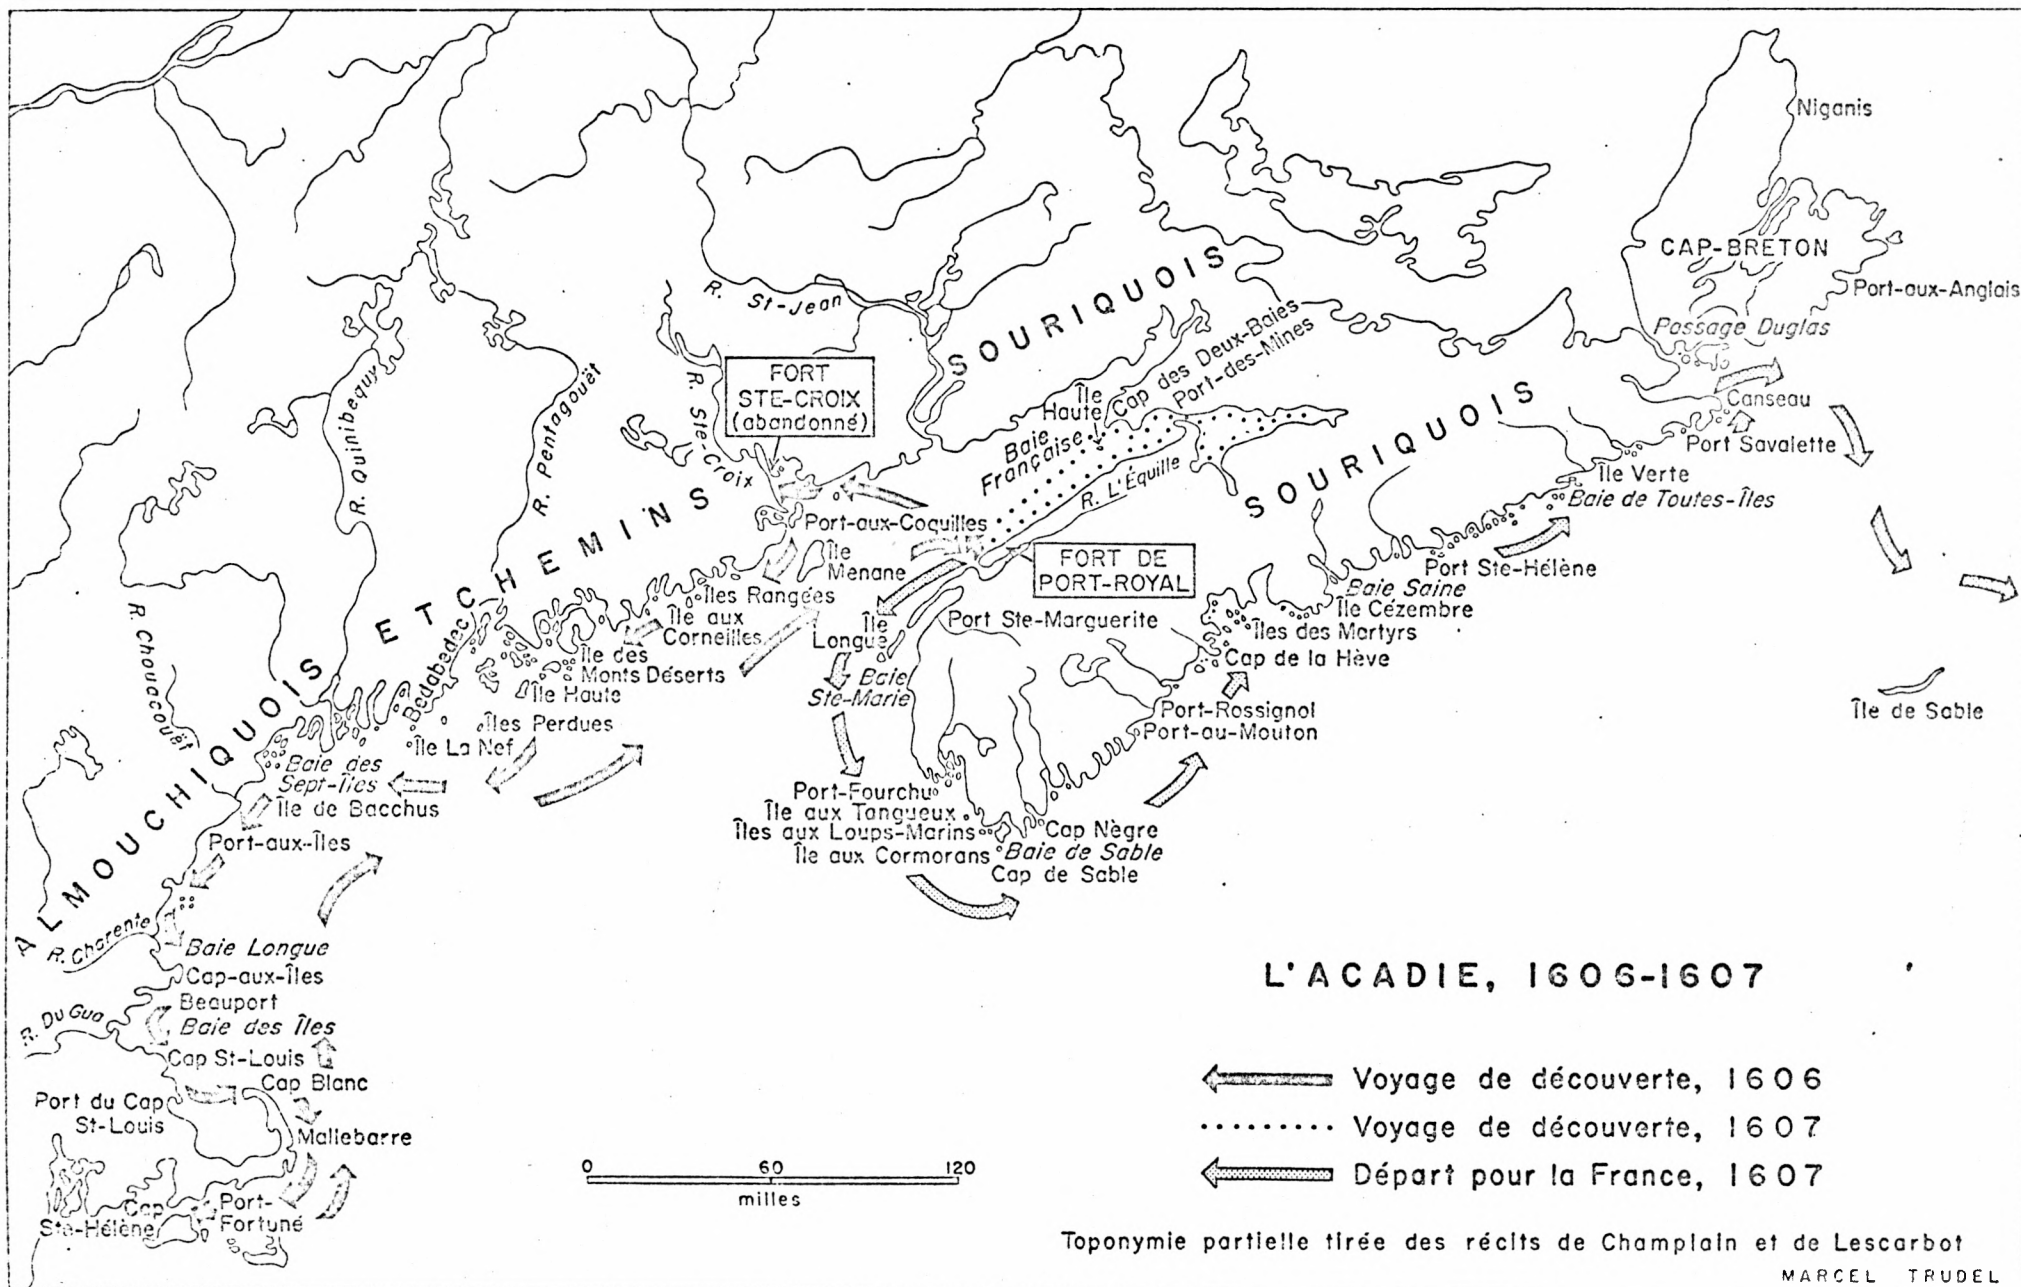 Niganis
CAP-BRETON
Port-aux-Anglais
Passage Duglas
Canseau
Port Savalette
Île Verte
Baie de Toutes-Îles
Port Ste-Hélène
Baie Saine
Île Cézembre
Îles des Martyrs
Cap de la Hève
Port-Rossignol
Port-au-Mouton
Île de Sable
SOURIQUOIS
SOURIQUOIS
R. St-Jean
Cap des Deux-Baies
Port-des-Mines
Île
Haute
Baie
Française
R. L'Équille
FORT
STE-CROIX
(abandonné)
R. Ste-Croix
R. Pentagouët
R. Quinibequy
R. Chouacouët
ETCHEMINS
ALMOUCHIQUOIS
Port-aux-Coquilles
Île
Menane
FORT DE
PORT-ROYAL
Îles Rangées
Île aux
Corneilles
Île des
Monts Déserts
Île Haute
Îles Perdues
Île La Nef
Bedabedec
Port Ste-Marguerite
Île
Longue
Baie
Ste-Marie
Port-Fourchu
Île aux Tangueux
Îles aux Loups-Marins
Île aux Cormorans
Cap Nègre
Baie de Sable
Cap de Sable
Baie des
Sept-Îles
Île de Bacchus
Port-aux-Îles
R. Charente
Baie Longue
Cap-aux-Îles
Beauport
Baie des Îles
R. Du Gua
Cap St-Louis
Cap Blanc
Port du Cap
St-Louis
Mallebarre
Cap
Ste-Hélène
Port-
Fortuné
L'ACADIE, 1606-1607
Voyage de découverte, 1606
Voyage de découverte, 1607
Départ pour la France, 1607
0 60 120
milles
Toponymie partielle tirée des récits de Champlain et de Lescarbot
MARCEL TRUDEL